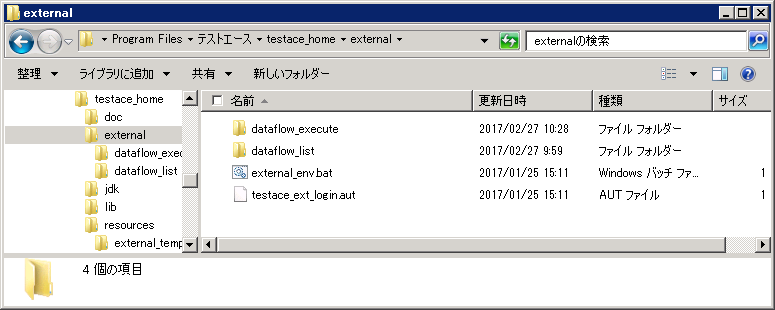 external
Program Files テストエース testace_home external
externalの検索
整理 ライブラリに追加 共有 新しいフォルダー
testace_home
doc
external
dataflow_exec
dataflow_list
jdk
lib
resources
external_temp
名前 更新日時 種類 サイズ
dataflow_execute 2017/02/27 10:28 ファイル フォルダー
dataflow_list 2017/02/27 9:59 ファイル フォルダー
external_env.bat 2017/01/25 15:11 Windows バッチ ファ... 1
testace_ext_login.aut 2017/01/25 15:11 AUT ファイル 1
4 個の項目